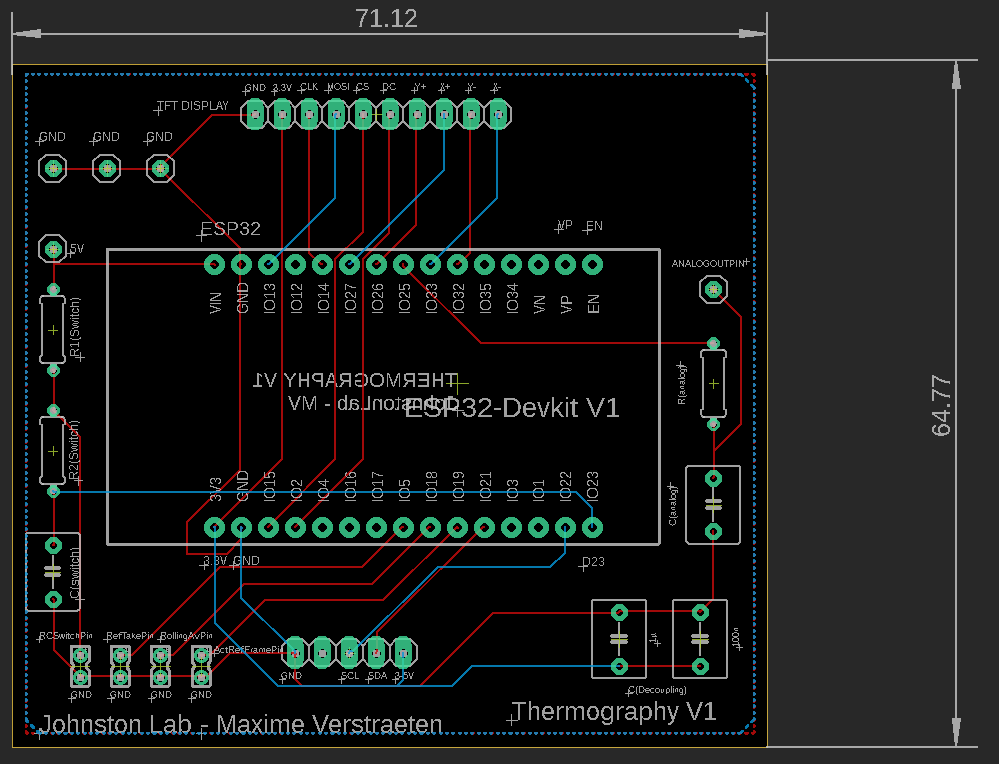 71.12
GND 3.3V CLK MOSI CS DC Y+ X+ Y- X-
TFT DISPLAY
GND GND GND
ESP32
VP EN
5V
ANALOGOUTPIN
VIN GND IO13 IO12 IO14 IO27 IO26 IO25 IO33 IO32 IO35 IO34 VN VP EN
R1(Switch)
R(analog)
THERMOGRAPHY V1
JohnstonLab - MV
ESP32-Devkit V1
64.77
R2(Switch)
C(analog)
3V3 GND IO15 IO2 IO4 IO16 IO17 IO5 IO18 IO19 IO21 IO3 IO1 IO22 IO23
3.3V GND
D23
C(switch)
RCSwitchPin RefTakePin RollingAvPin
ActRefFramePin
1u
100n
GND SCL SDA 3-5V
GND GND GND GND
C(Decoupling)
Johnston Lab - Maxime Verstraeten
Thermography V1